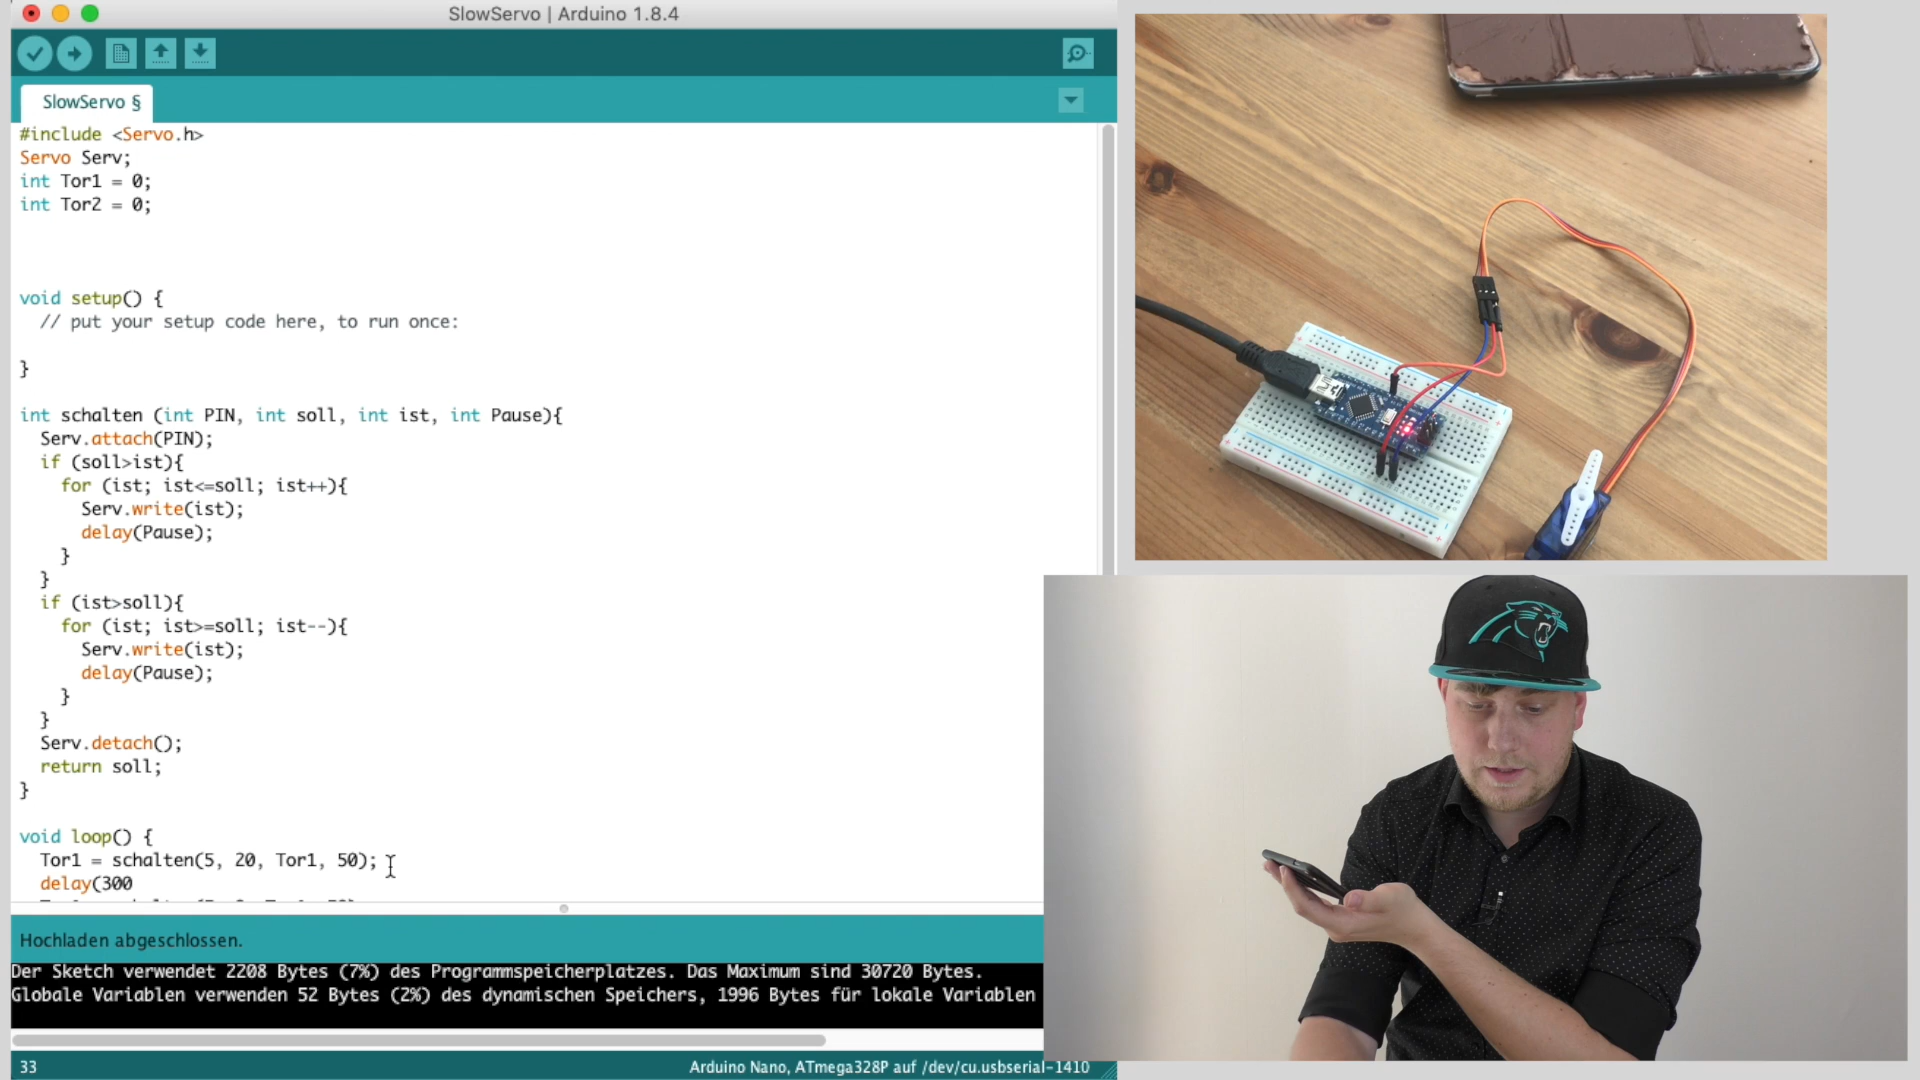 SlowServo | Arduino 1.8.4
SlowServo §
#include <Servo.h>
Servo Serv;
int Tor1 = 0;
int Tor2 = 0;
void setup() {
// put your setup code here, to run once:
}
int schalten (int PIN, int soll, int ist, int Pause){
Serv.attach(PIN);
if (soll>ist){
for (ist; ist<=soll; ist++){
Serv.write(ist);
delay(Pause);
}
}
if (ist>soll){
for (ist; ist>=soll; ist--){
Serv.write(ist);
delay(Pause);
}
}
Serv.detach();
return soll;
}
void loop() {
Tor1 = schalten(5, 20, Tor1, 50);
delay(300
Hochladen abgeschlossen.
Der Sketch verwendet 2208 Bytes (7%) des Programmspeicherplatzes. Das Maximum sind 30720 Bytes.
Globale Variablen verwenden 52 Bytes (2%) des dynamischen Speichers, 1996 Bytes für lokale Variablen
33
Arduino Nano, ATmega328P auf /dev/cu.usbserial-1410